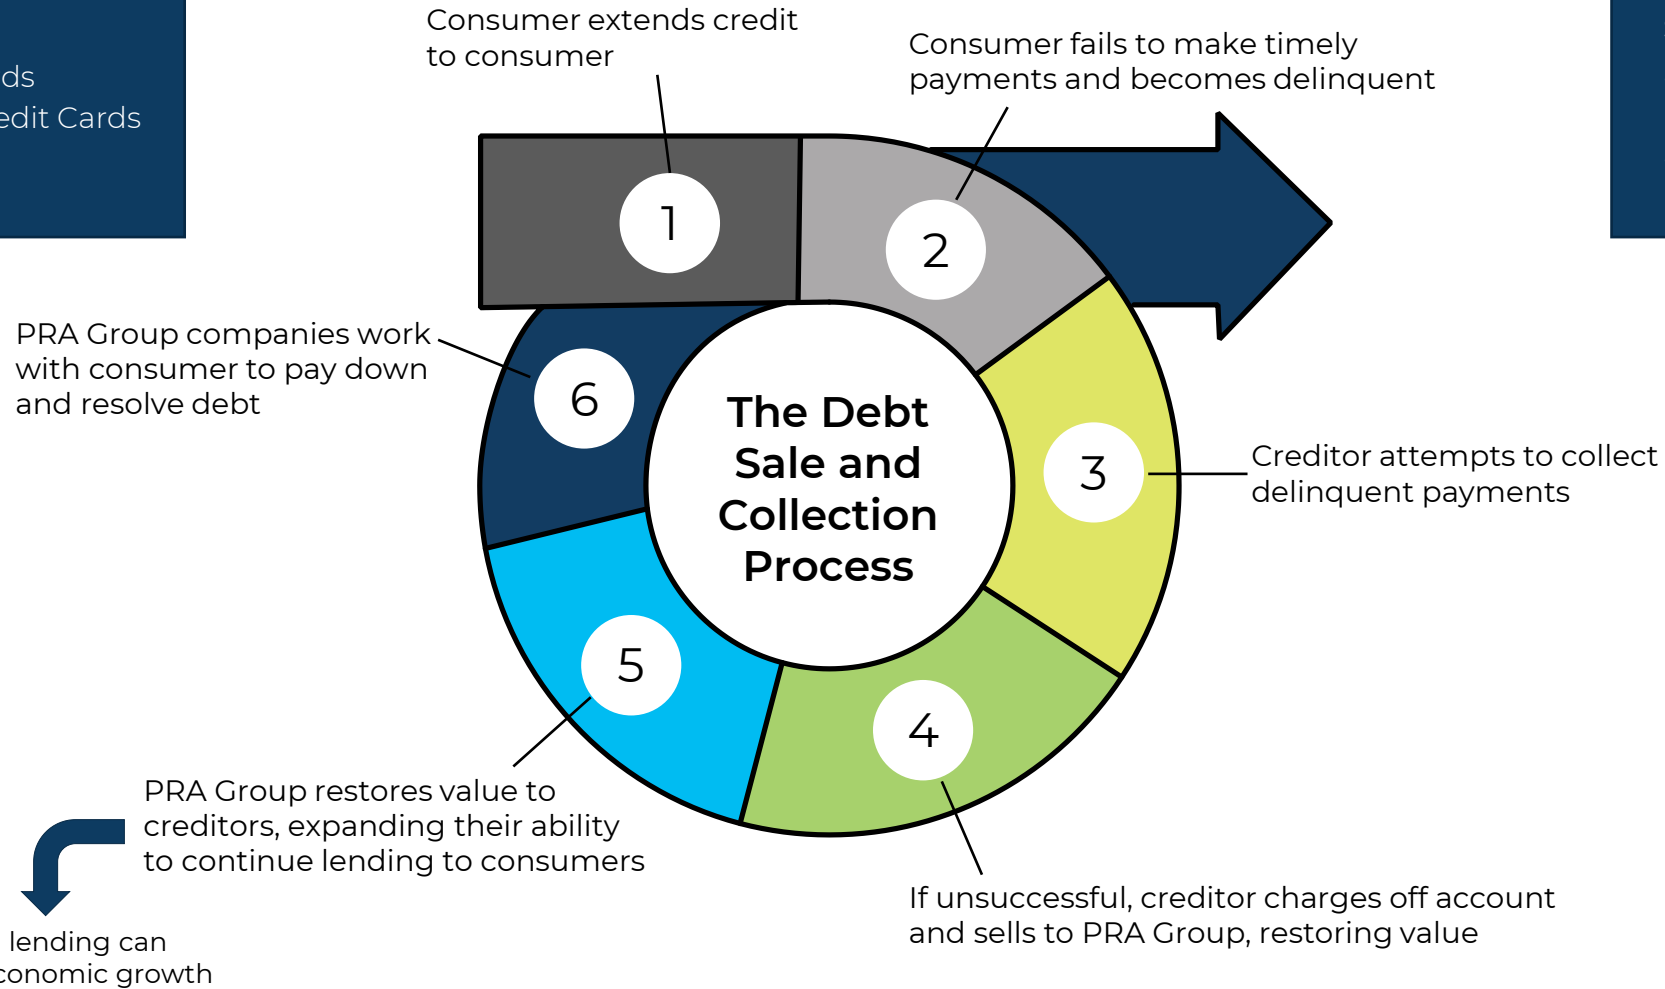 ds
edit Cards
Consumer extends credit
to consumer
Consumer fails to make timely
payments and becomes delinquent
1
2
PRA Group companies work
with consumer to pay down
and resolve debt
6
The Debt
Sale and
Collection
Process
3
Creditor attempts to collect
delinquent payments
5
4
PRA Group restores value to
creditors, expanding their ability
to continue lending to consumers
If unsuccessful, creditor charges off account
and sells to PRA Group, restoring value
lending can
conomic growth